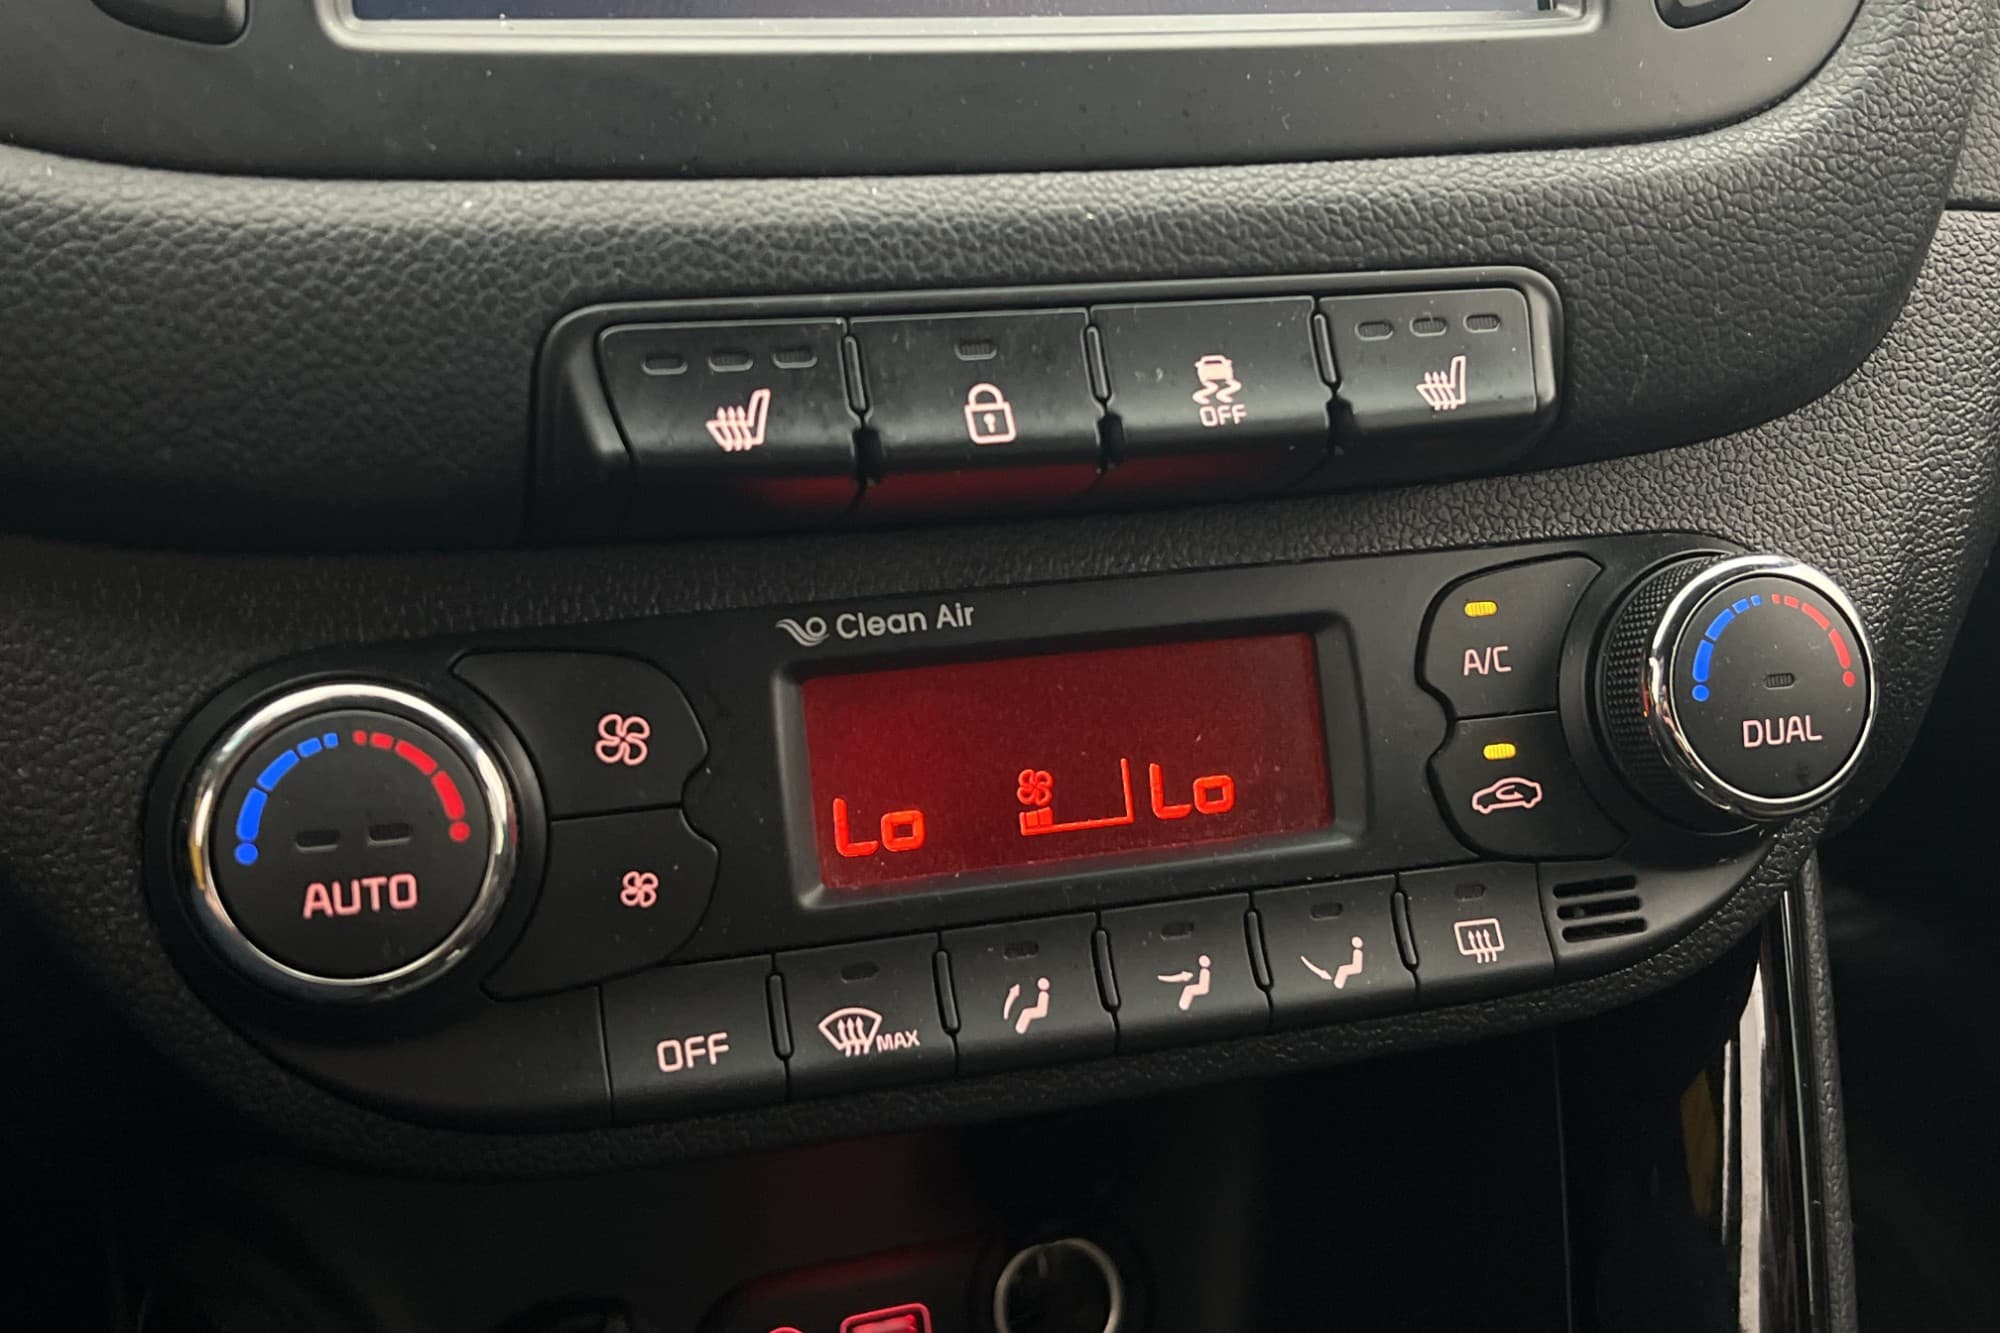 OFF
Clean Air
A/C
DUAL
Lo
Lo
AUTO
OFF
MAX